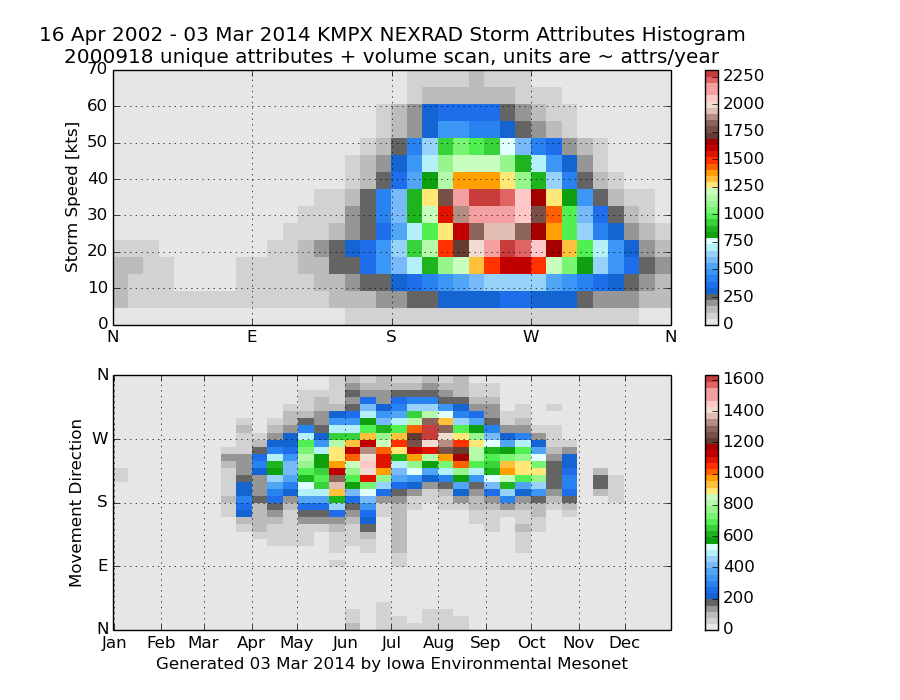 16 Apr 2002 - 03 Mar 2014 KMPX NEXRAD Storm Attributes Histogram
2000918 unique attributes + volume scan, units are ~ attrs/year
Storm Speed [kts]
70
60
50
40
30
20
10
0
N E S W N
2250
2000
1750
1500
1250
1000
750
500
250
0
Movement Direction
N
W
S
E
N
Jan Feb Mar Apr May Jun Jul Aug Sep Oct Nov Dec
1600
1400
1200
1000
800
600
400
200
0
Generated 03 Mar 2014 by Iowa Environmental Mesonet